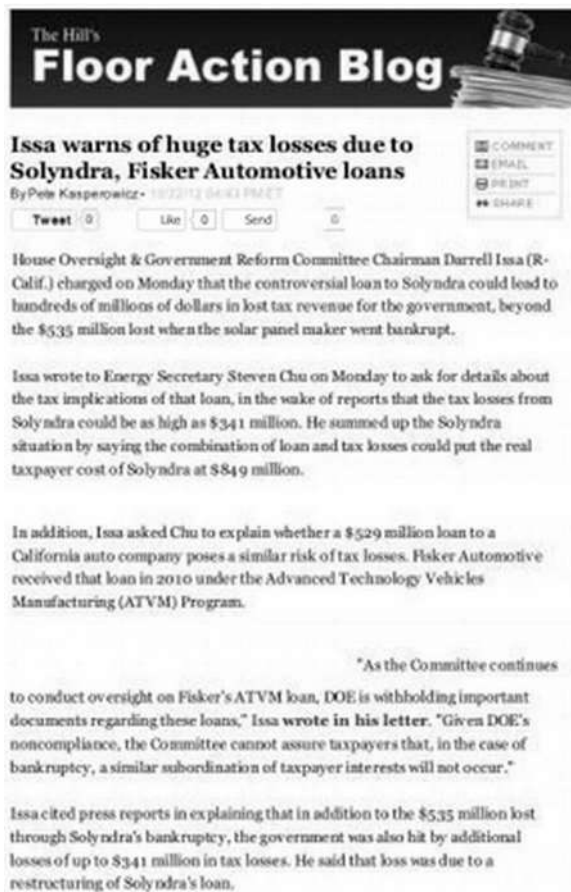 The Hill's
Floor Action Blog
Issa warns of huge tax losses due to
Solyndra, Fisker Automotive loans
COMMENT
EMAIL
PRINT
SHARE
By Pete Kasperowicz - 10/22/12 04:43 PM ET
Tweet 0 Like 0 Send 0
House Oversight & Government Reform Committee Chairman Darrell Issa (R-
Calif.) charged on Monday that the controversial loan to Solyndra could lead to
hundreds of millions of dollars in lost tax revenue for the government, beyond
the $535 million lost when the solar panel maker went bankrupt.
Issa wrote to Energy Secretary Steven Chu on Monday to ask for details about
the tax implications of that loan, in the wake of reports that the tax losses from
Solyndra could be as high as $341 million. He summed up the Solyndra
situation by saying the combination of loan and tax losses could put the real
taxpayer cost of Solyndra at $849 million.
In addition, Issa asked Chu to explain whether a $529 million loan to a
California auto company poses a similar risk of tax losses. Fisker Automotive
received that loan in 2010 under the Advanced Technology Vehicles
Manufacturing (ATVM) Program.
"As the Committee continues
to conduct oversight on Fisker's ATVM loan, DOE is withholding important
documents regarding these loans," Issa wrote in his letter. "Given DOE's
noncompliance, the Committee cannot assure taxpayers that, in the case of
bankruptcy, a similar subordination of taxpayer interests will not occur."
Issa cited press reports in explaining that in addition to the $535 million lost
through Solyndra's bankruptcy, the government was also hit by additional
losses of up to $341 million in tax losses. He said that loss was due to a
restructuring of Solyndra's loan.